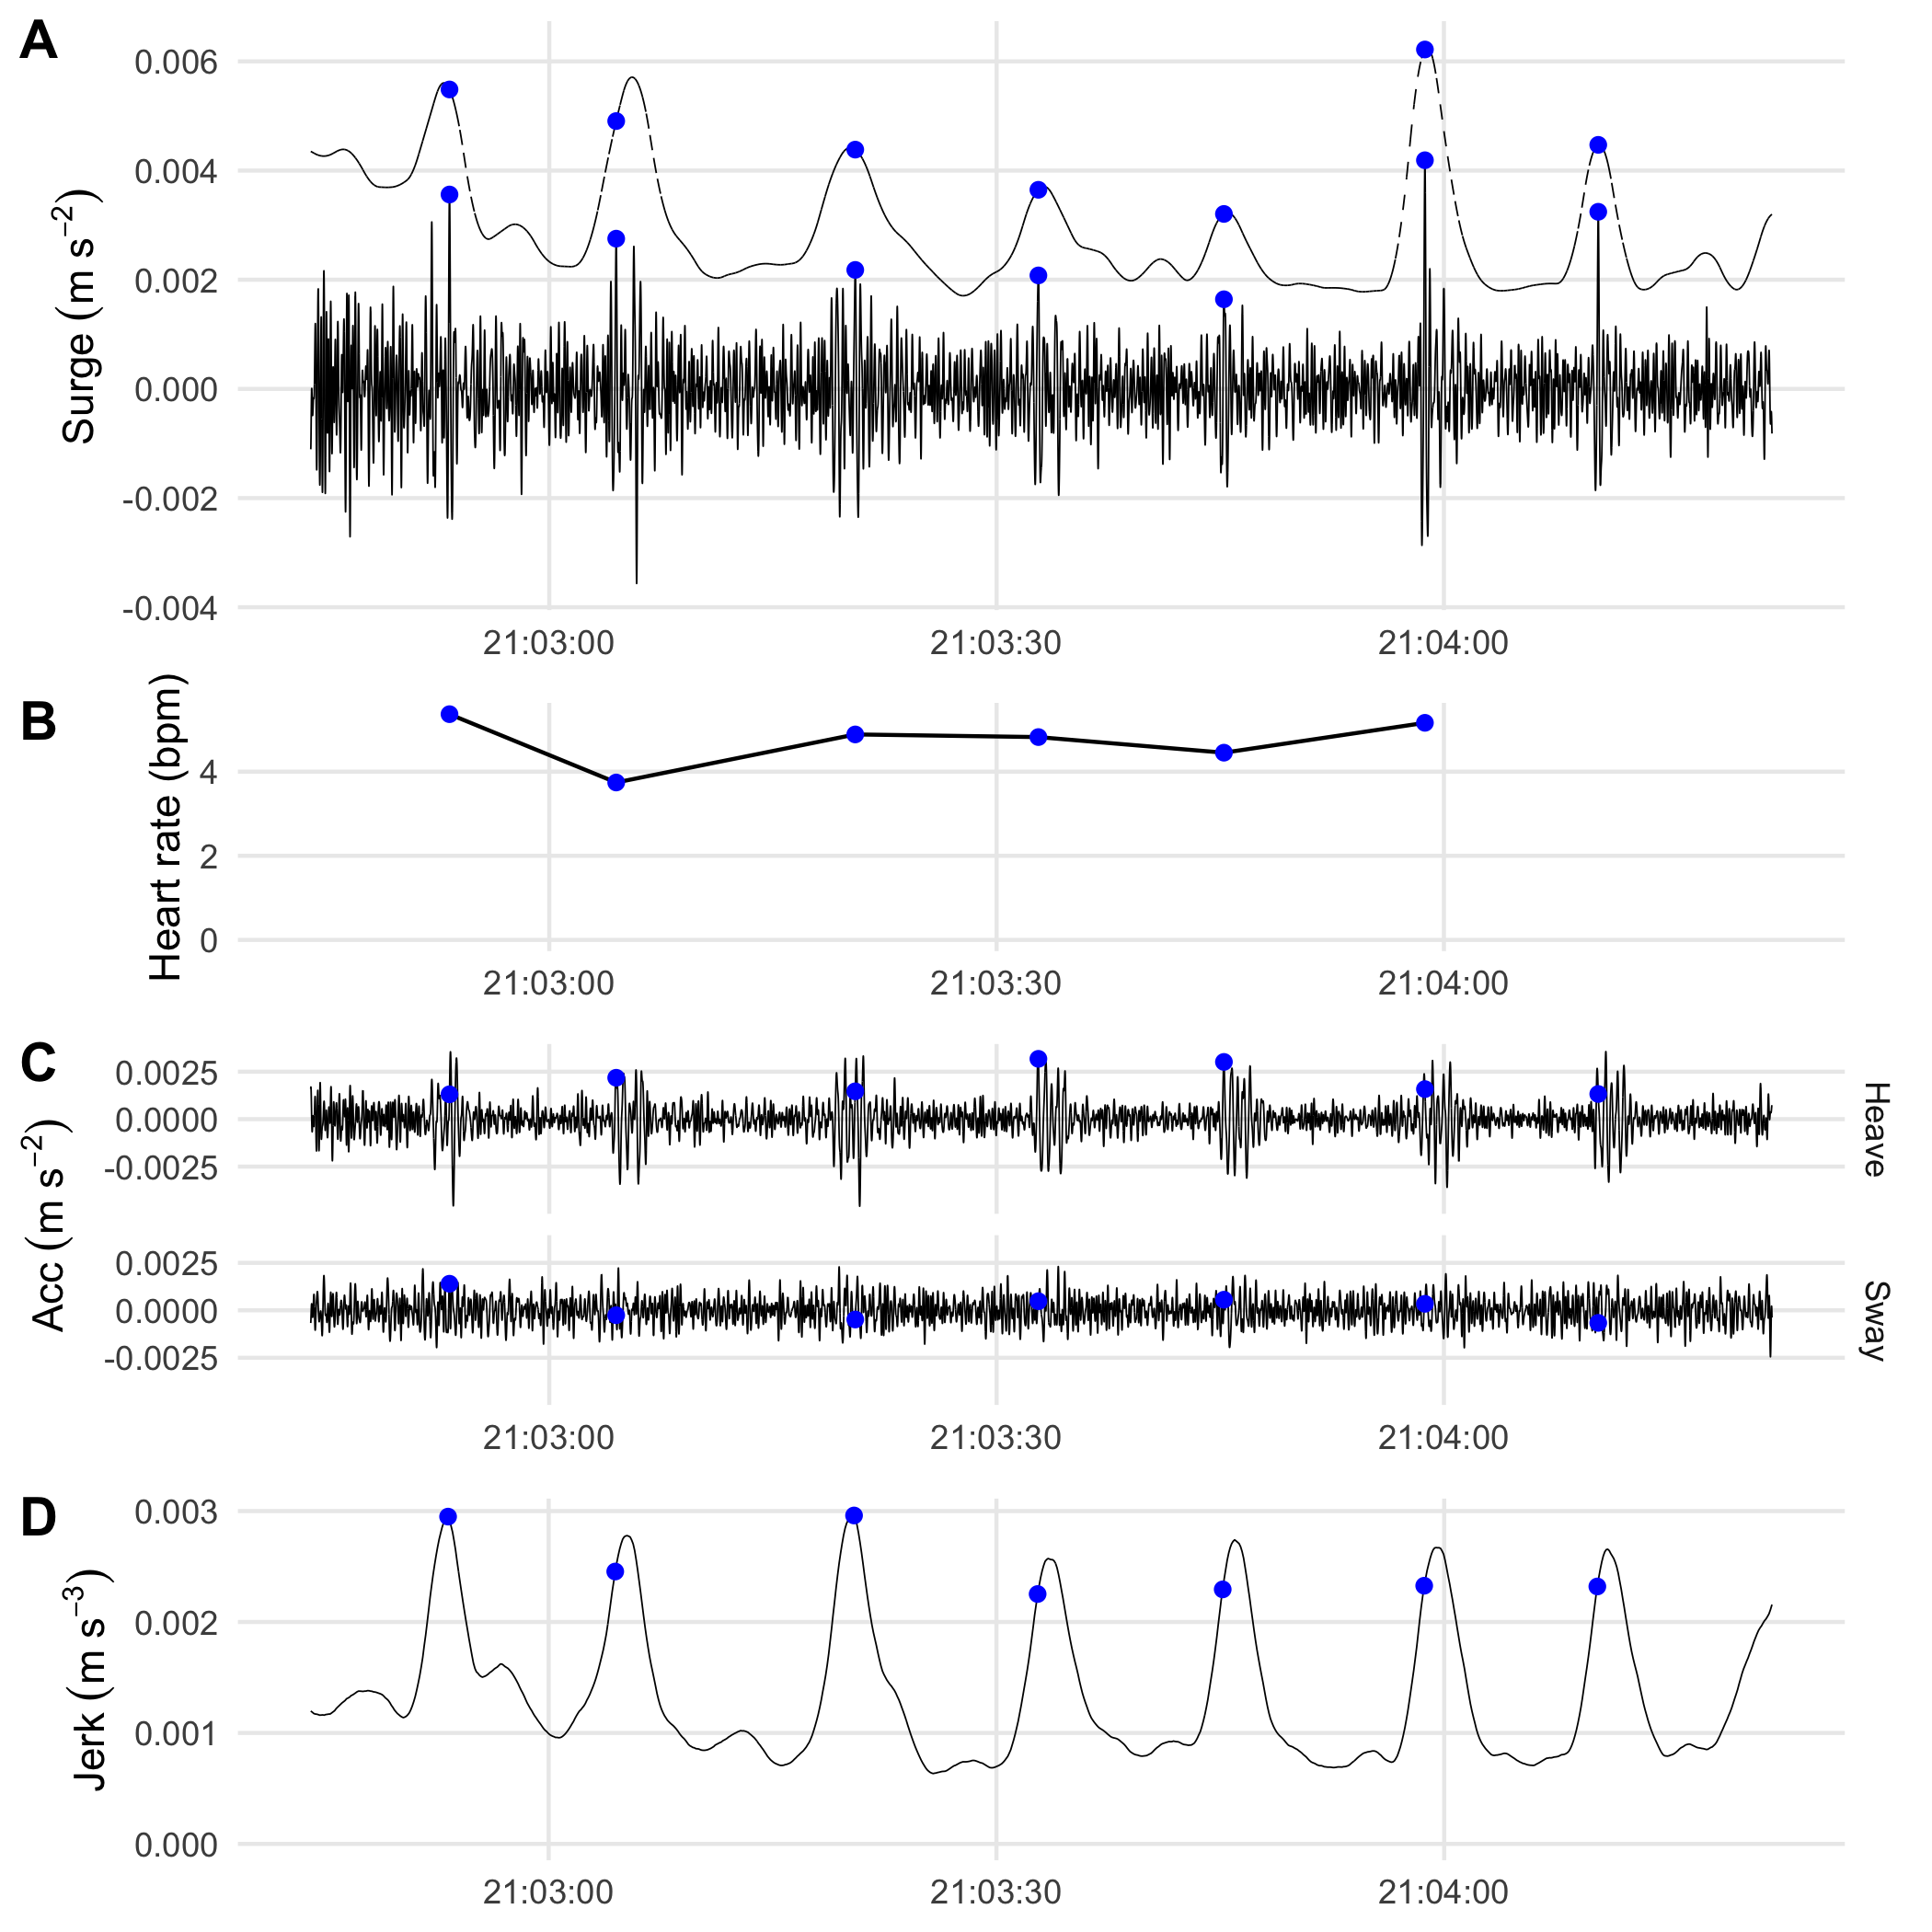 A
Surge (m s⁻²)
0.006
0.004
0.002
0.000
-0.002
-0.004
21:03:00 21:03:30 21:04:00
B
Heart rate (bpm)
4
2
0
21:03:00 21:03:30 21:04:00
C
Acc (m s⁻²)
0.0025
0.0000
-0.0025
Heave
0.0025
0.0000
-0.0025
Sway
21:03:00 21:03:30 21:04:00
D
Jerk (m s⁻³)
0.003
0.002
0.001
0.000
21:03:00 21:03:30 21:04:00